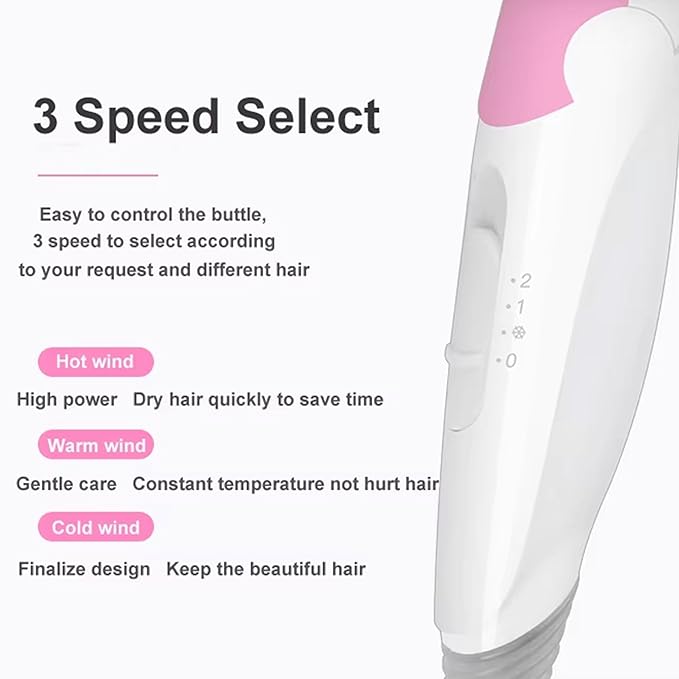 3 Speed Select
Easy to control the buttle,
3 speed to select according
to your request and different hair
Hot wind
High power Dry hair quickly to save time
Warm wind
Gentle care Constant temperature not hurt hair
Cold wind
Finalize design Keep the beautiful hair
• 2
• 1
• ❄
• 0